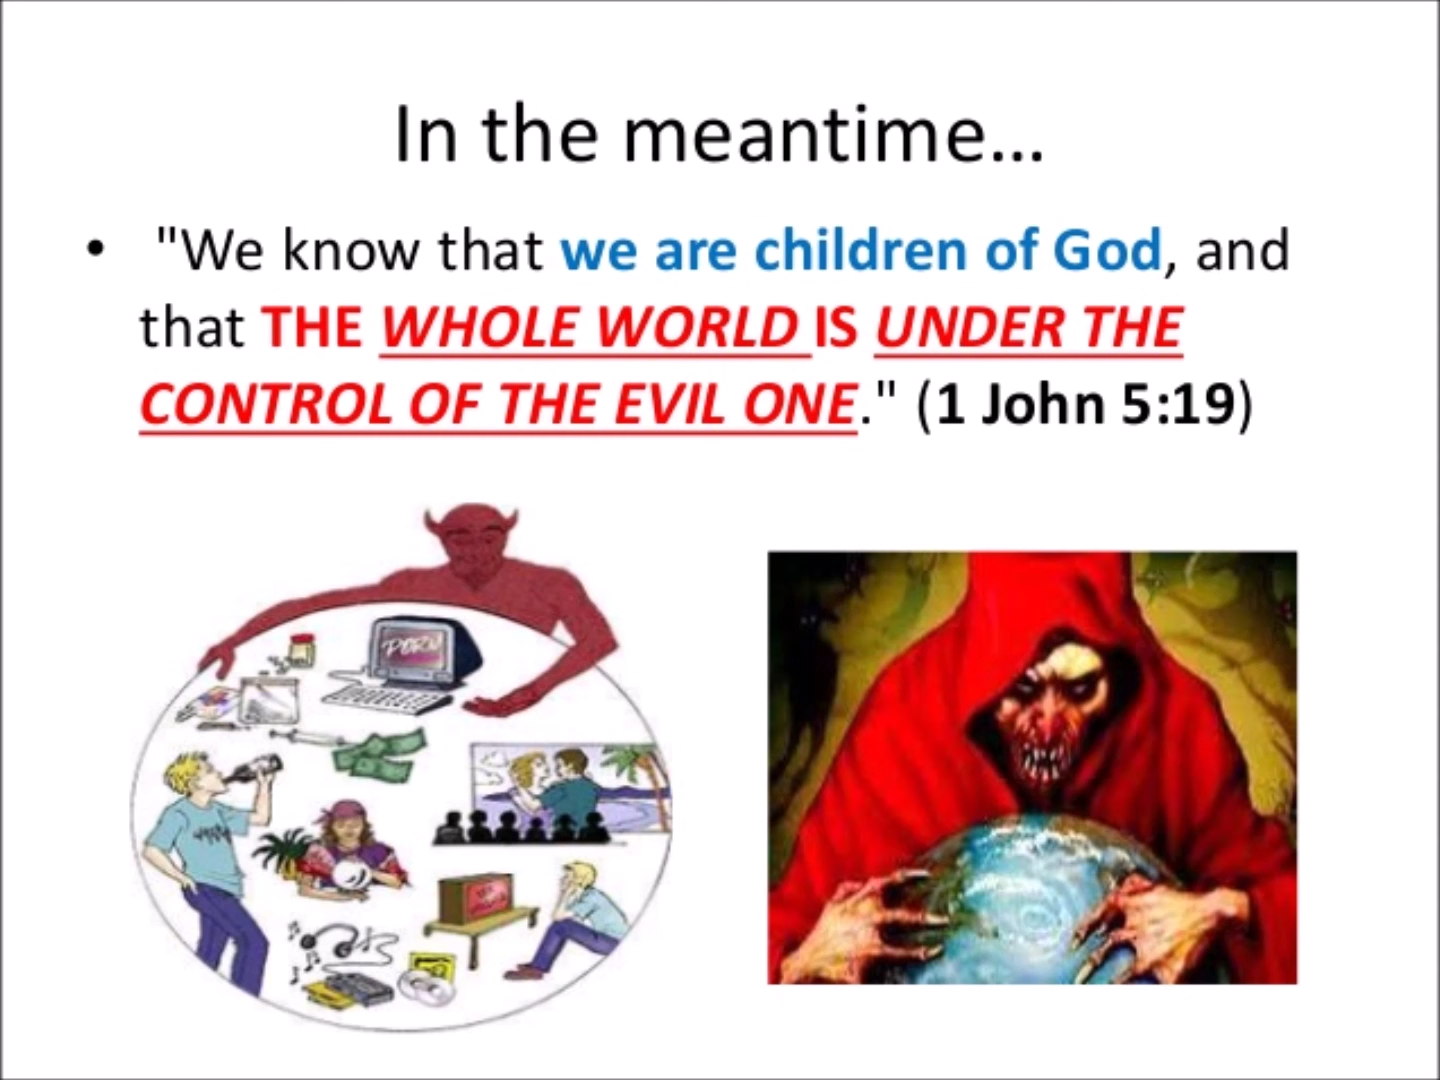 In the meantime...
• "We know that we are children of God, and
that THE WHOLE WORLD IS UNDER THE
CONTROL OF THE EVIL ONE." (1 John 5:19)
PORN